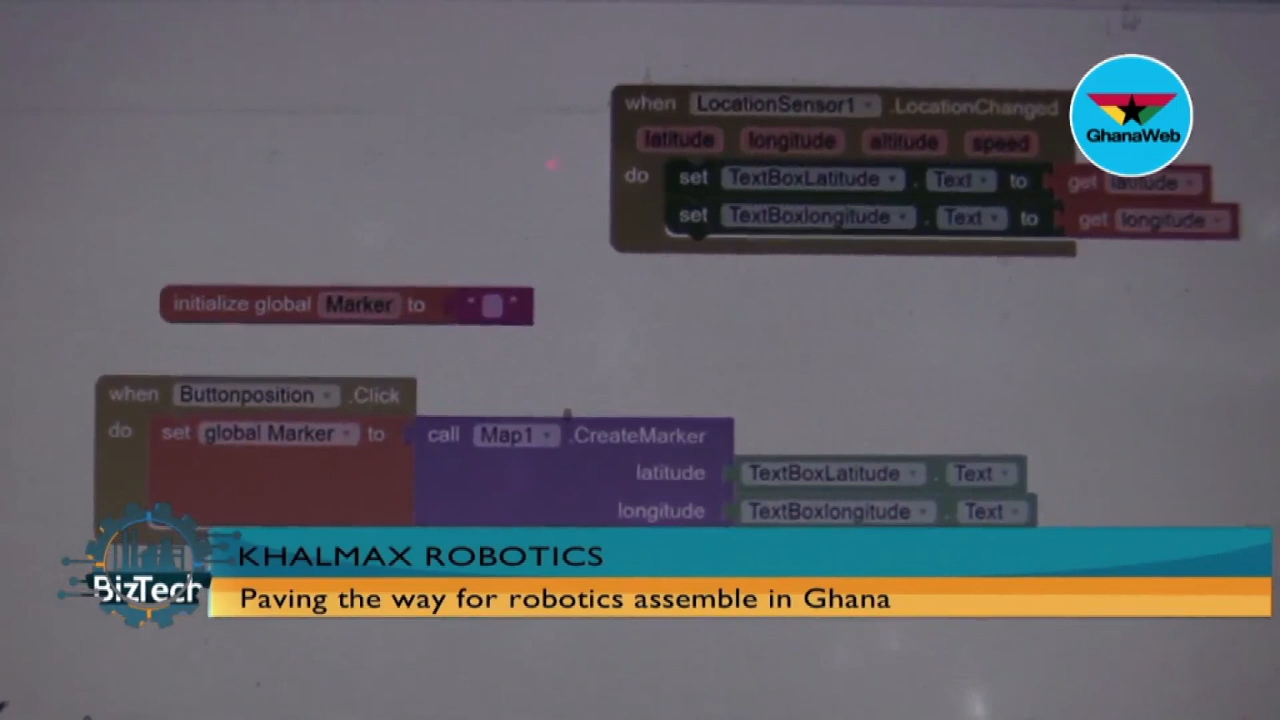 when LocationSensor1 .LocationChanged
latitude longitude altitude speed
do set TextBoxLatitude . Text to get latitude
set TextBoxlongitude . Text to get longitude
GhanaWeb
initialize global Marker to " "
when Buttonposition .Click
do set global Marker to call Map1 .CreateMarker
latitude TextBoxLatitude . Text
longitude TextBoxlongitude . Text
KHALMAX ROBOTICS
BizTech
Paving the way for robotics assemble in Ghana